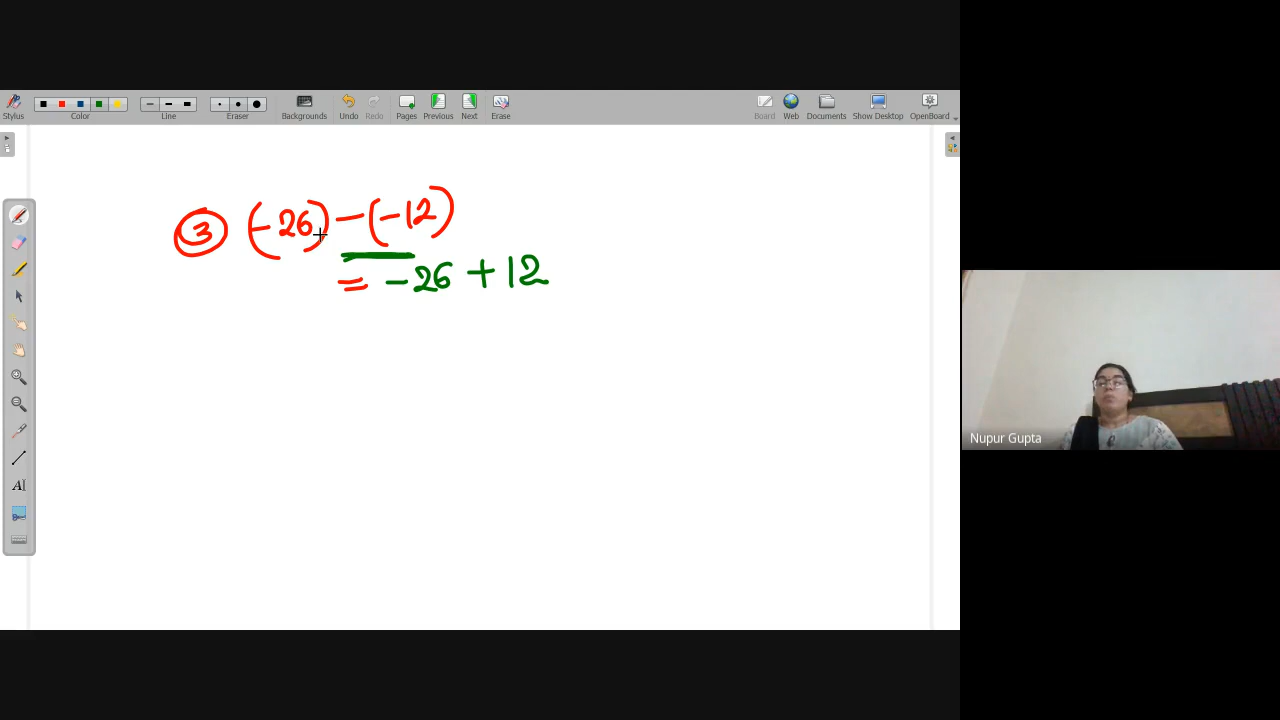 Stylus
Color
Line
Eraser
Backgrounds
Undo
Redo
Pages
Previous
Next
Erase
Board
Web
Documents
Show Desktop
OpenBoard
③ (-26) - (-12)
= -26 + 12
AI
Nupur Gupta